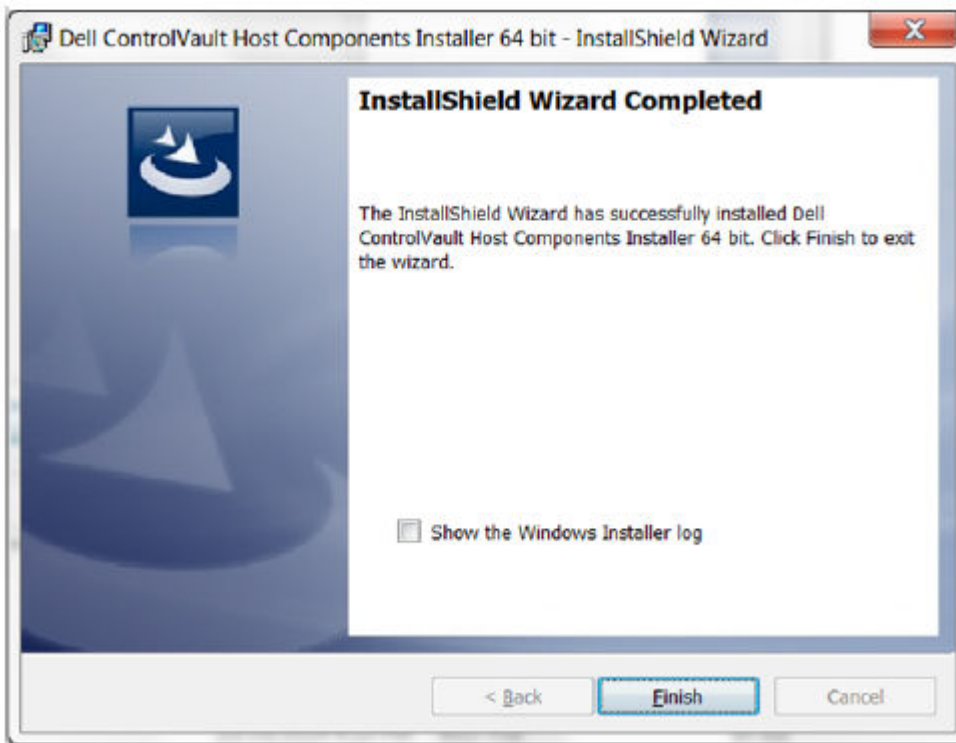 Dell ControlVault Host Components Installer 64 bit - InstallShield Wizard
InstallShield Wizard Completed
The InstallShield Wizard has successfully installed Dell
ControlVault Host Components Installer 64 bit. Click Finish to exit
the wizard.
Show the Windows Installer log
< Back
Finish
Cancel